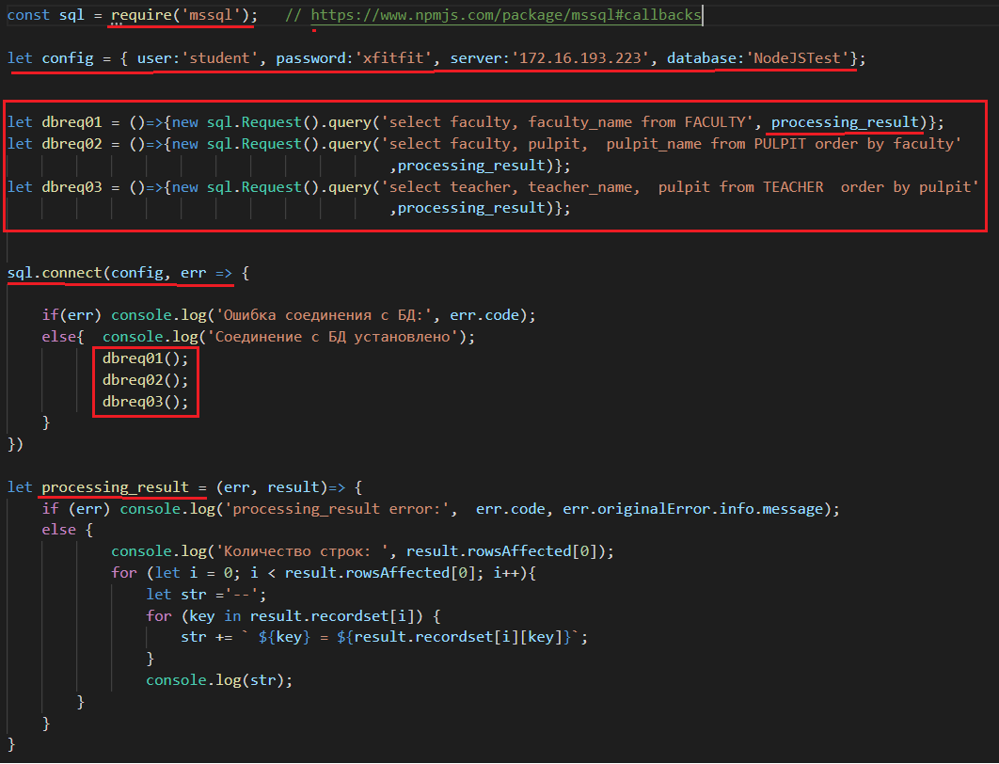 const sql = require('mssql');   // https://www.npmjs.com/package/mssql#callbacks
let config = { user:'student', password:'xfitfit', server:'172.16.193.223', database:'NodeJSTest'};
let dbreq01 = ()=>{new sql.Request().query('select faculty, faculty_name from FACULTY', processing_result)};
let dbreq02 = ()=>{new sql.Request().query('select faculty, pulpit,  pulpit_name from PULPIT order by faculty'
,processing_result)};
let dbreq03 = ()=>{new sql.Request().query('select teacher, teacher_name,  pulpit from TEACHER  order by pulpit'
,processing_result)};
sql.connect(config, err => {
if(err) console.log('Ошибка соединения с БД:', err.code);
else{  console.log('Соединение с БД установлено');
dbreq01();
dbreq02();
dbreq03();
}
})
let processing_result = (err, result)=> {
if (err) console.log('processing_result error:',  err.code, err.originalError.info.message);
else {
console.log('Количество строк: ', result.rowsAffected[0]);
for (let i = 0; i < result.rowsAffected[0]; i++){
let str ='--';
for (key in result.recordset[i]) {
str += ` ${key} = ${result.recordset[i][key]}`;
}
console.log(str);
}
}
}